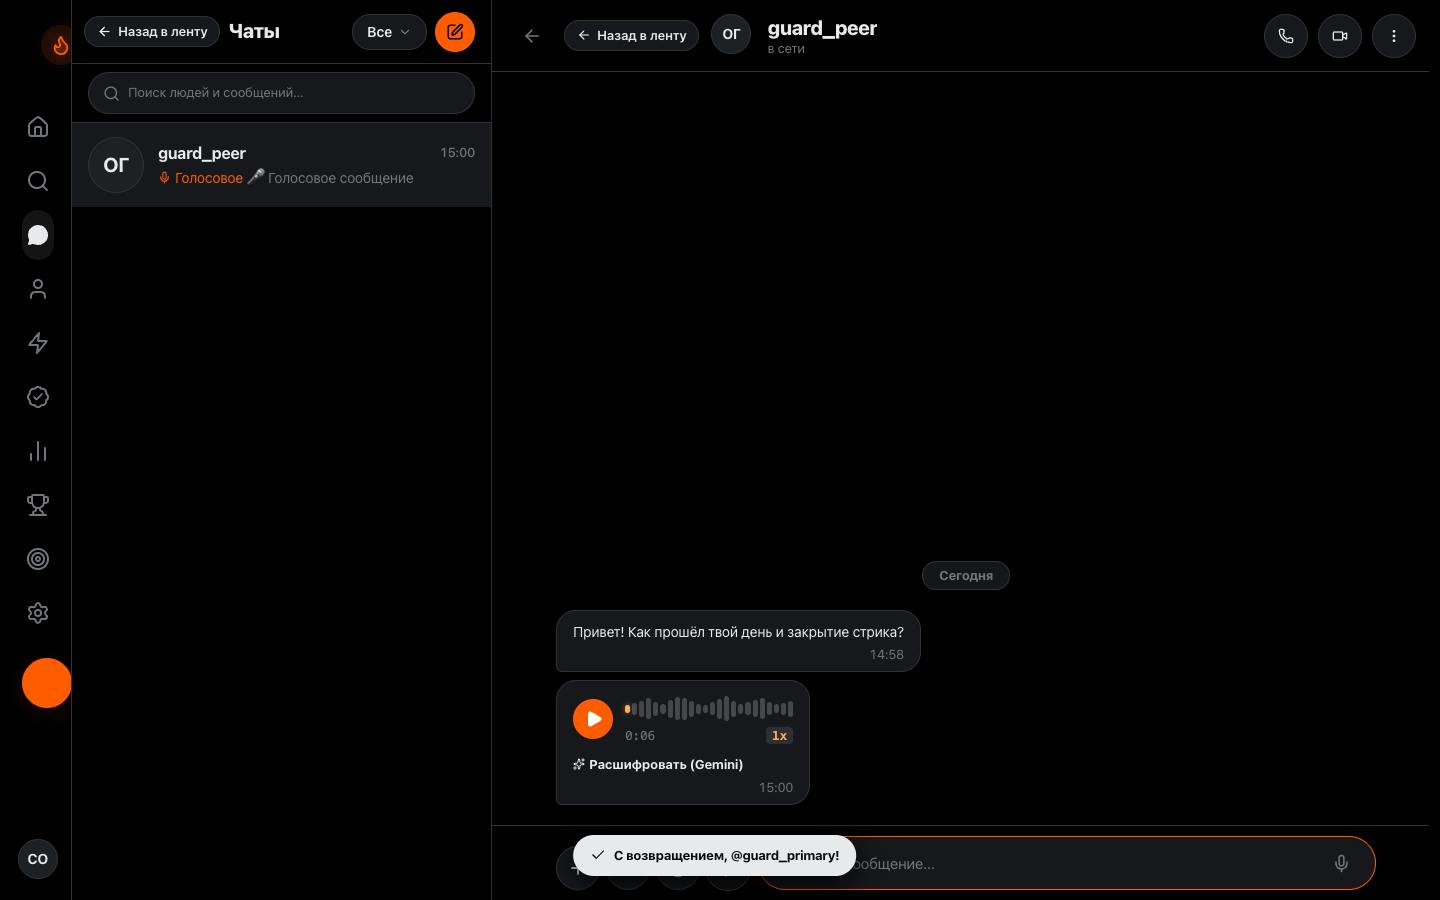 Назад в ленту
Чаты
Все
Поиск людей и сообщений...
ОГ
guard_peer
15:00
Голосовое 🎤 Голосовое сообщение
СО
Назад в ленту
ОГ
guard_peer
в сети
Сегодня
Привет! Как прошёл твой день и закрытие стрика?
14:58
0:06
1x
Расшифровать (Gemini)
15:00
С возвращением, @guard_primary!